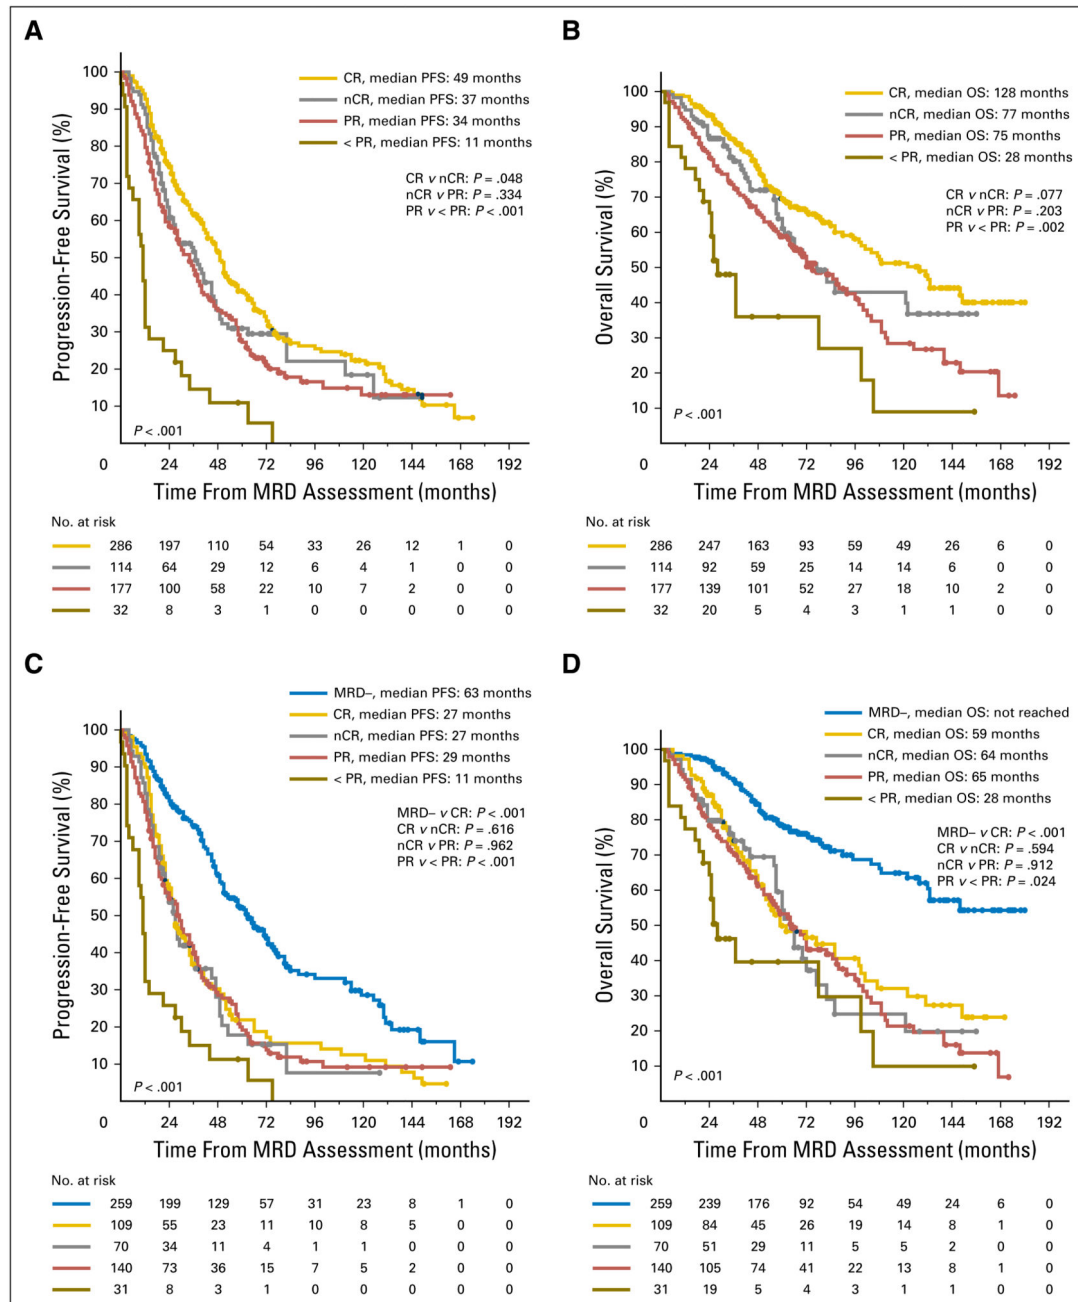 A
CR, median PFS: 49 months
nCR, median PFS: 37 months
PR, median PFS: 34 months
< PR, median PFS: 11 months
CR v nCR: P = .048
nCR v PR: P = .334
PR v < PR: P < .001
Progression-Free Survival (%)
100
90
80
70
60
50
40
30
20
10
P < .001
0 24 48 72 96 120 144 168 192
Time From MRD Assessment (months)
No. at risk
286 197 110 54 33 26 12 1 0
114 64 29 12 6 4 1 0 0
177 100 58 22 10 7 2 0 0
32 8 3 1 0 0 0 0 0
B
CR, median OS: 128 months
nCR, median OS: 77 months
PR, median OS: 75 months
< PR, median OS: 28 months
CR v nCR: P = .077
nCR v PR: P = .203
PR v < PR: P = .002
Overall Survival (%)
100
90
80
70
60
50
40
30
20
10
P < .001
0 24 48 72 96 120 144 168 192
Time From MRD Assessment (months)
No. at risk
286 247 163 93 59 49 26 6 0
114 92 59 25 14 14 6 0 0
177 139 101 52 27 18 10 2 0
32 20 5 4 3 1 1 0 0
C
MRD–, median PFS: 63 months
CR, median PFS: 27 months
nCR, median PFS: 27 months
PR, median PFS: 29 months
< PR, median PFS: 11 months
MRD– v CR: P < .001
CR v nCR: P = .616
nCR v PR: P = .962
PR v < PR: P < .001
Progression-Free Survival (%)
100
90
80
70
60
50
40
30
20
10
P < .001
0 24 48 72 96 120 144 168 192
Time From MRD Assessment (months)
No. at risk
259 199 129 57 31 23 8 1 0
109 55 23 11 10 8 5 0 0
70 34 11 4 1 1 0 0 0
140 73 36 15 7 5 2 0 0
31 8 3 1 0 0 0 0 0
D
MRD–, median OS: not reached
CR, median OS: 59 months
nCR, median OS: 64 months
PR, median OS: 65 months
< PR, median OS: 28 months
MRD– v CR: P < .001
CR v nCR: P = .594
nCR v PR: P = .912
PR v < PR: P = .024
Overall Survival (%)
100
90
80
70
60
50
40
30
20
10
P < .001
0 24 48 72 96 120 144 168 192
Time From MRD Assessment (months)
No. at risk
259 239 176 92 54 49 24 6 0
109 84 45 26 19 14 8 1 0
70 51 29 11 5 5 2 0 0
140 105 74 41 22 13 8 1 0
31 19 5 4 3 1 1 0 0